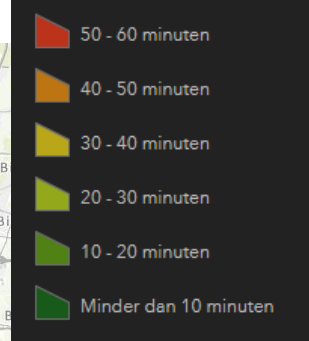 50 - 60 minuten
40 - 50 minuten
30 - 40 minuten
20 - 30 minuten
10 - 20 minuten
Minder dan 10 minuten